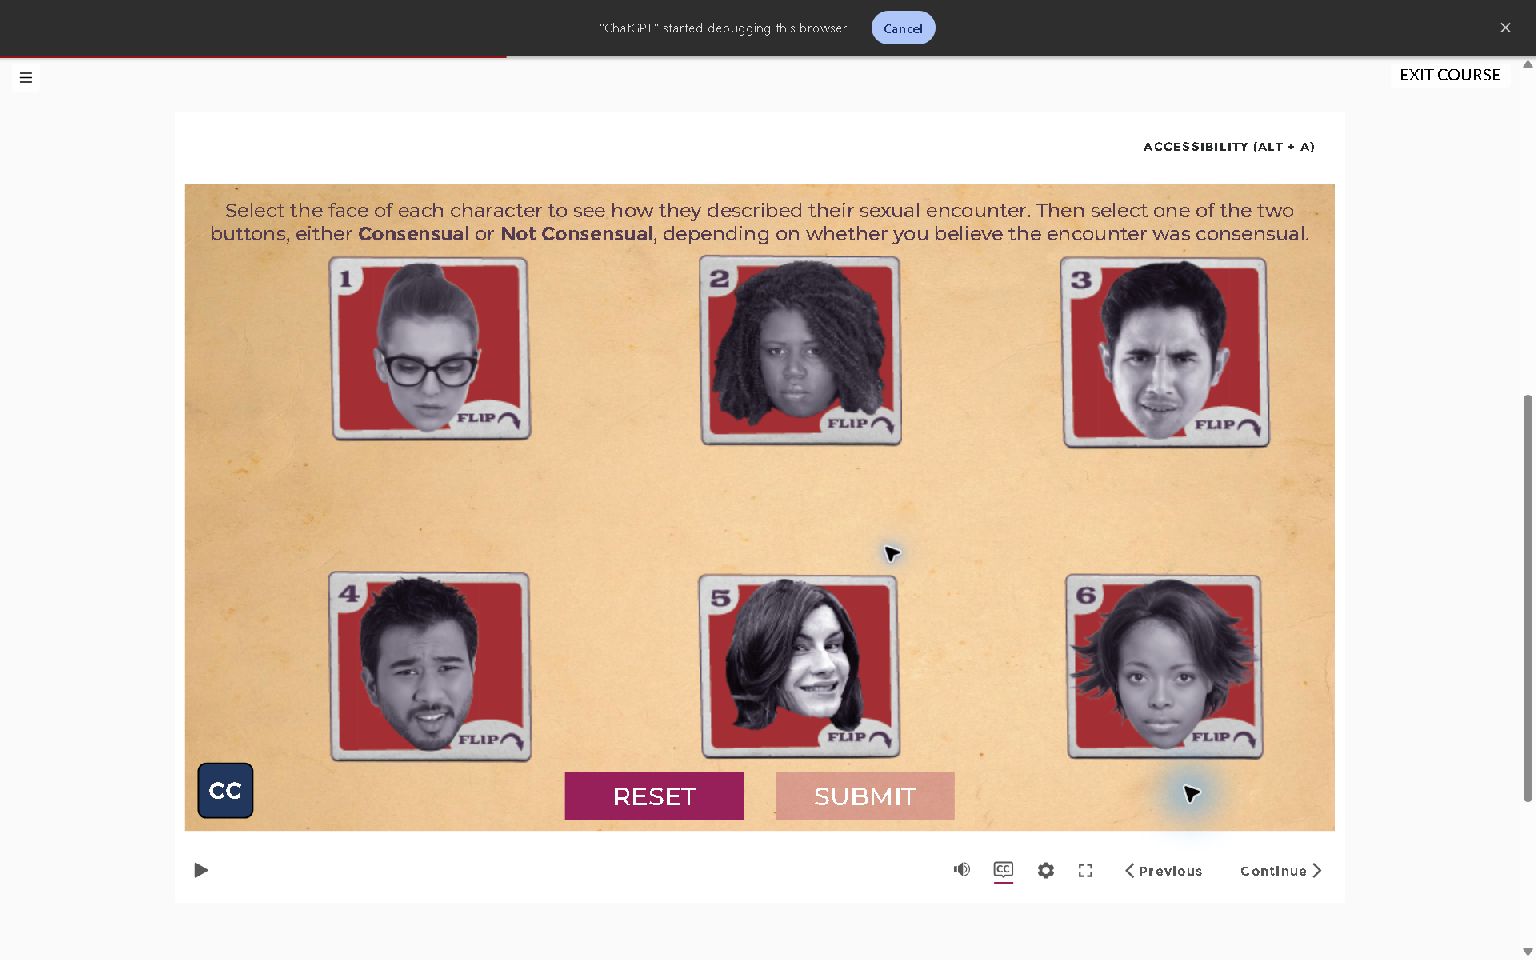 "ChatGPT" started debugging this browser
Cancel
EXIT COURSE
ACCESSIBILITY (ALT + A)
Select the face of each character to see how they described their sexual encounter. Then select one of the two
buttons, either Consensual or Not Consensual, depending on whether you believe the encounter was consensual.
1
2
3
FLIP
FLIP
FLIP
4
5
6
FLIP
FLIP
FLIP
CC
RESET
SUBMIT
CC
Previous
Continue